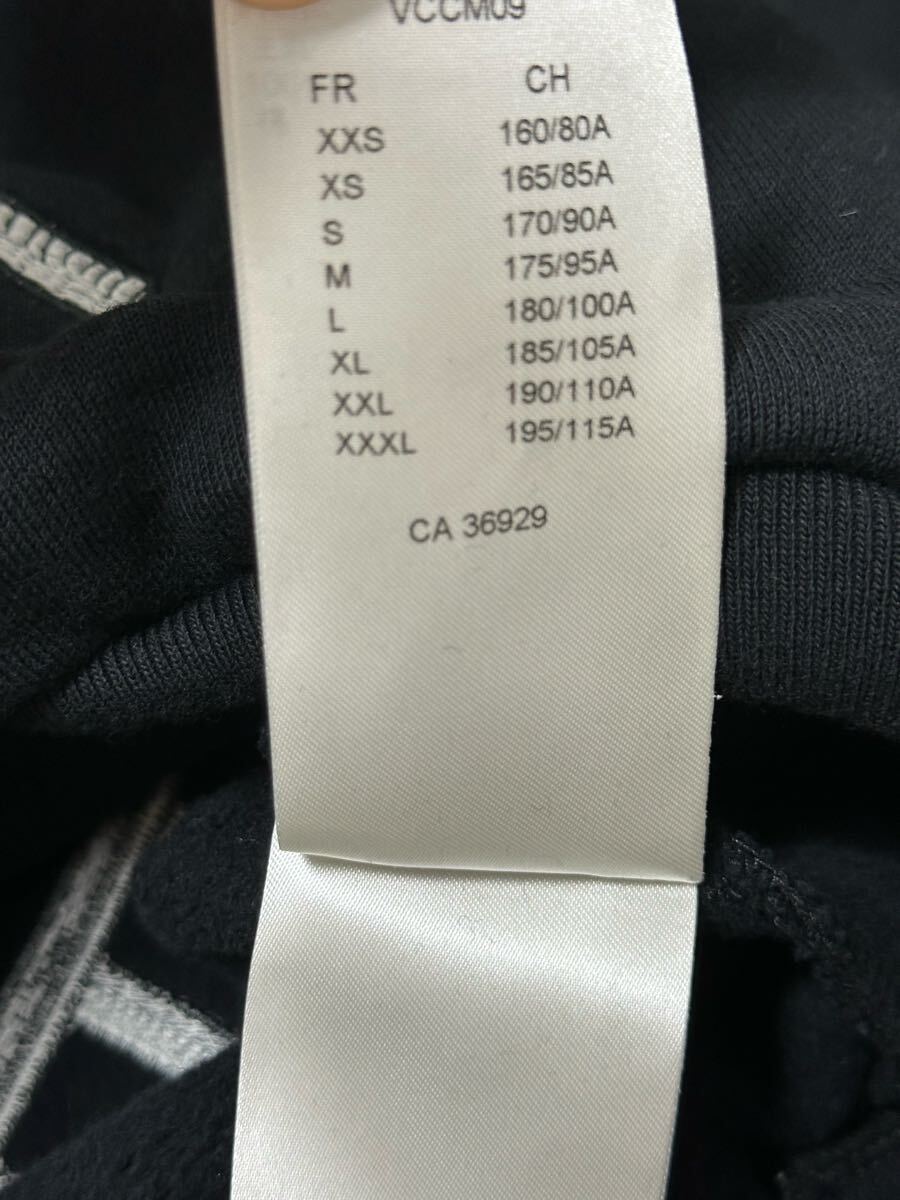 VCCM09
FR CH
XXS 160/80A
XS 165/85A
S 170/90A
M 175/95A
L 180/100A
XL 185/105A
XXL 190/110A
XXXL 195/115A
CA 36929